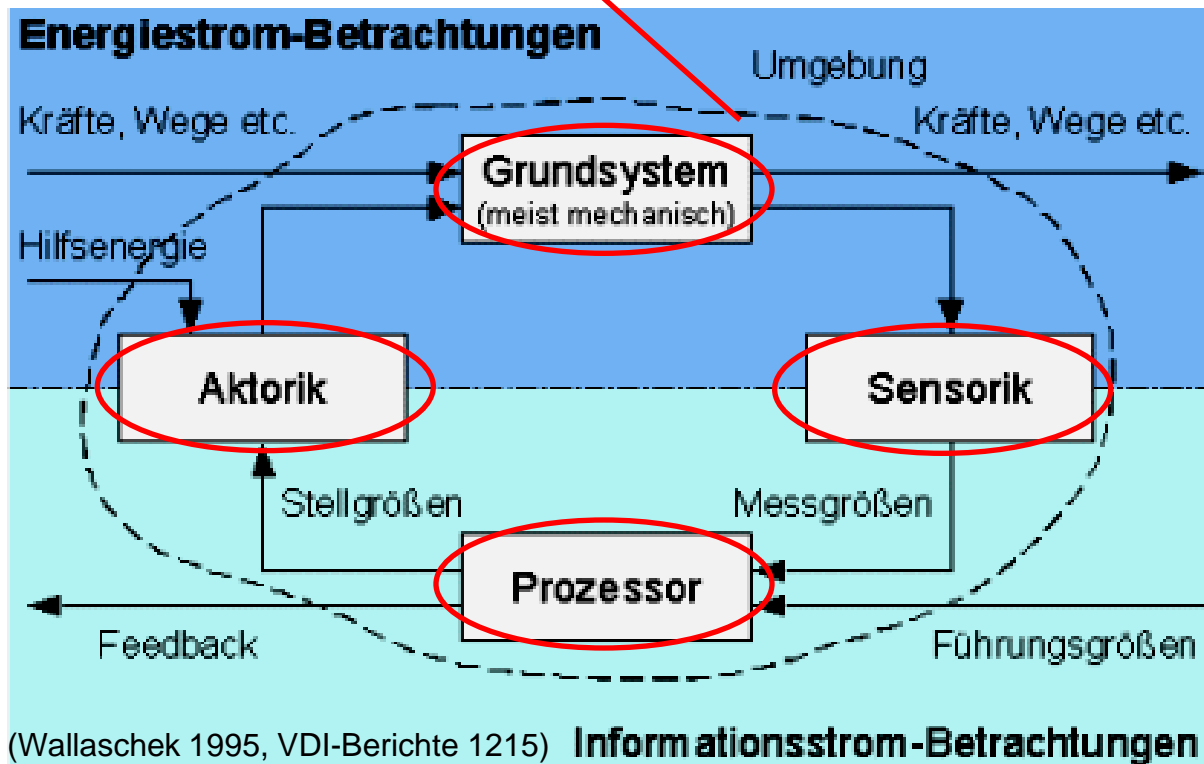 Energiestrom-Betrachtungen
Umgebung
Kräfte, Wege etc.
Kräfte, Wege etc.
Grundsystem
(meist mechanisch)
Hilfsenergie
Aktorik
Sensorik
Stellgrößen
Messgrößen
Prozessor
Feedback
Führungsgrößen
(Wallaschek 1995, VDI-Berichte 1215) Informationsstrom-Betrachtungen